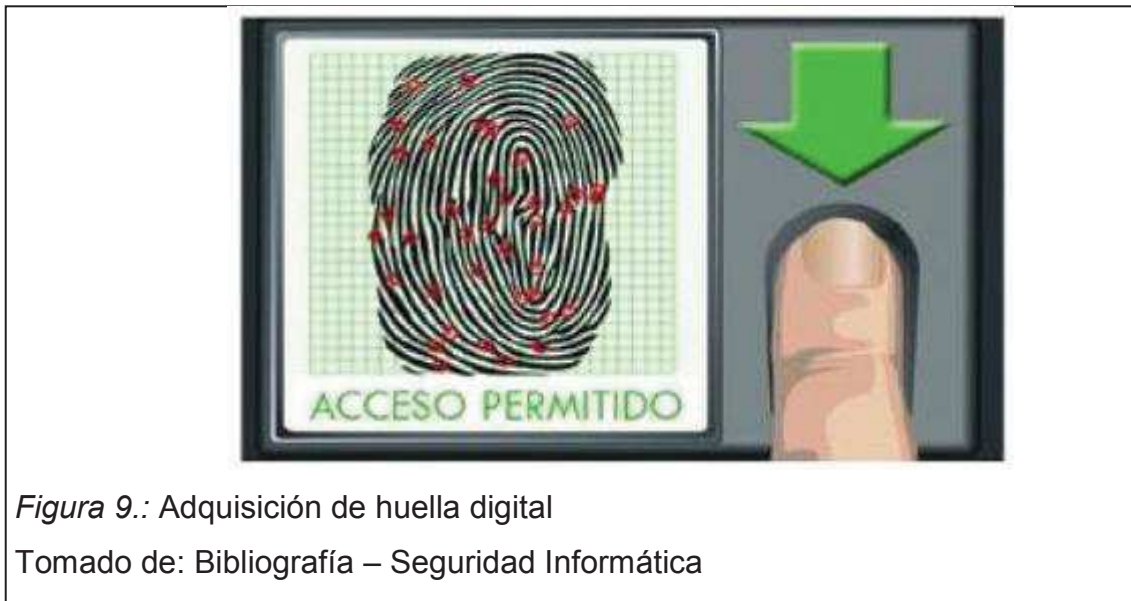 ACCESO PERMITIDO
Figura 9.: Adquisición de huella digital
Tomado de: Bibliografía – Seguridad Informática